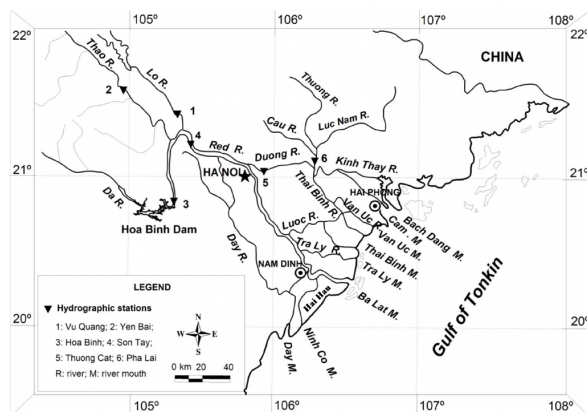 105° 106° 107° 108°
22° 22°
CHINA
Thao R.
Lo R.
Thuong R.
2
1
Cau R.
Luc Nam R.
4
Red R.
Duong R.
6
Kinh Thay R.
21° 21°
HA NOI
5
Thai Binh R.
HAI PHONG
Da R.
3
Hoa Binh Dam
Van Uc R.
Cam . M
Bach Dang M.
Luoc R.
Van Uc M.
Day R.
Tra Ly R.
Thai Binh M.
Tra Ly M.
NAM DINH
Ba Lat M.
Hai Hau
Gulf of Tonkin
Ninh Co M.
Day M.
LEGEND
Hydrographic stations
1: Vu Quang; 2: Yen Bai;
3: Hoa Binh; 4: Son Tay;
5: Thuong Cat; 6: Pha Lai
R: river; M: river mouth
N
W E
S
0 km 20 40
20° 20°
105° 106° 107° 108°